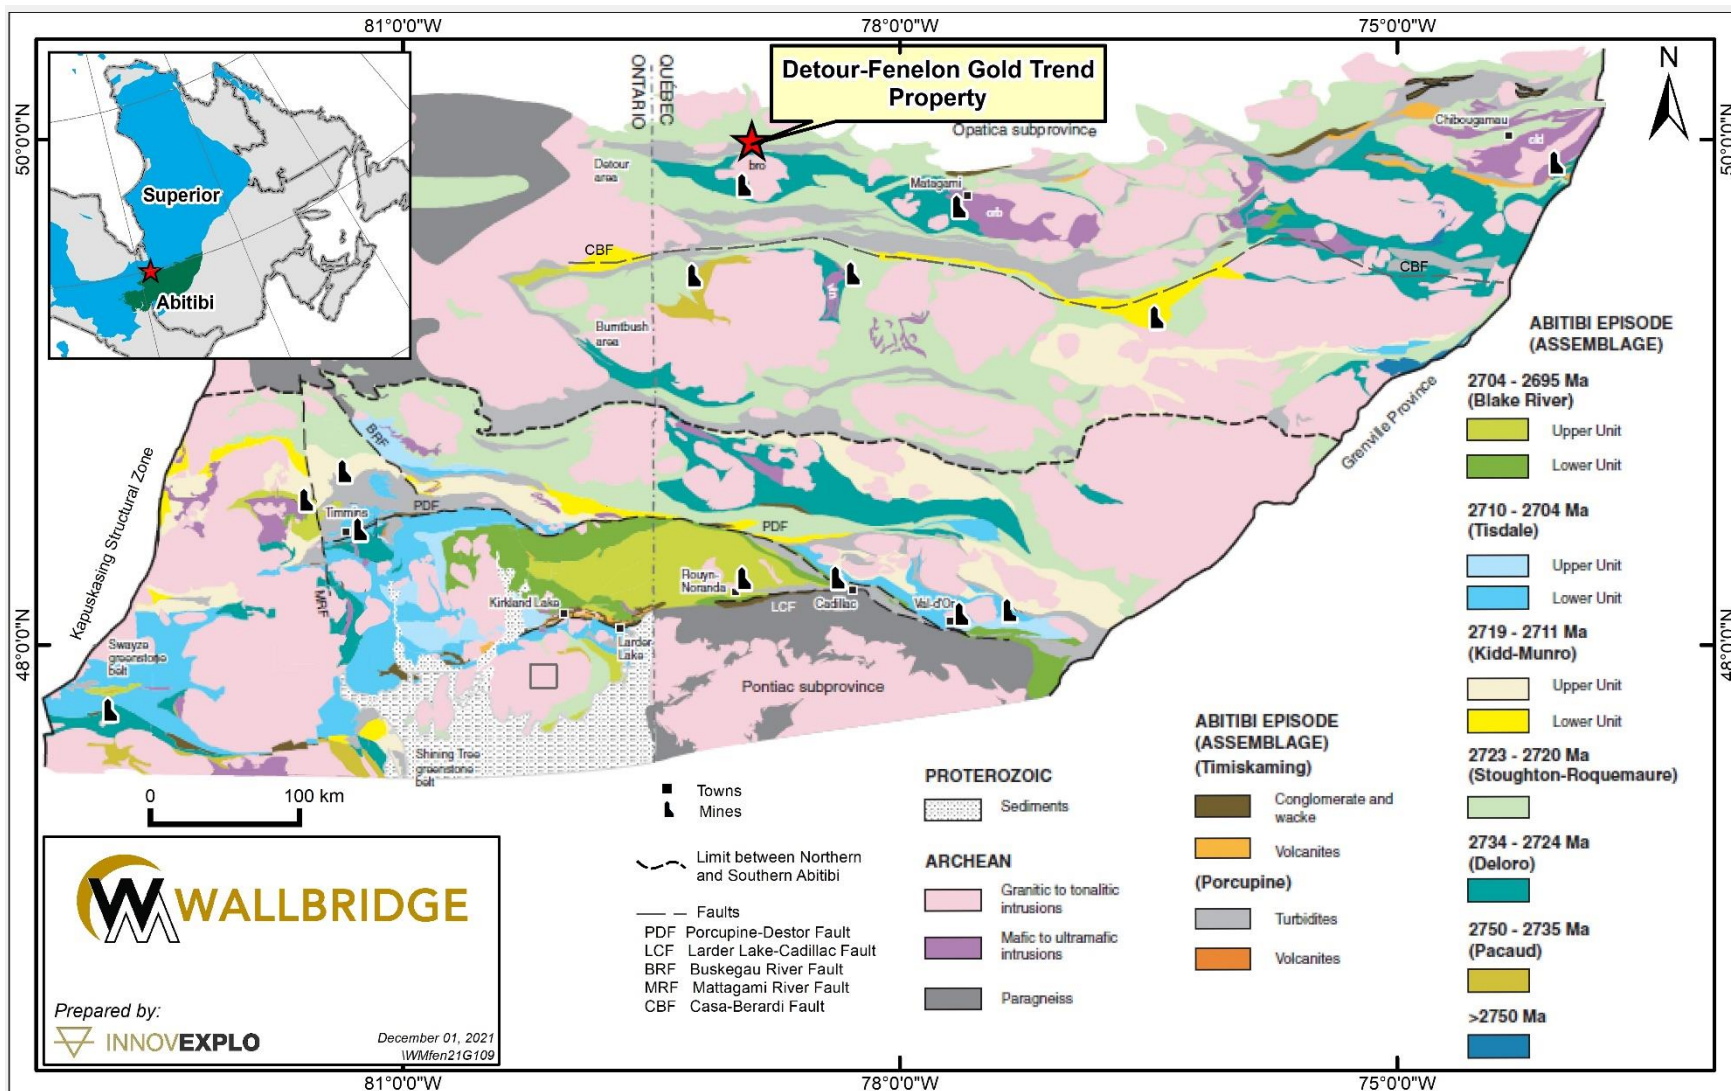 81°0'0"W
78°0'0"W
75°0'0"W
50°0'0"N
48°0'0"N
50°0'0"N
48°0'0"N
81°0'0"W
78°0'0"W
75°0'0"W
N
Superior
Abitibi
ONTARIO
QUÉBEC
Detour-Fenelon Gold Trend
Property
Opatica subprovince
Chibougamau
cld
Detour
area
bro
Matagami
orb
CBF
CBF
vln
Burntbush
area
Grenville Province
Kapuskasing Structural Zone
BRF
Timmins
PDF
PDF
MRF
Rouyn-
Noranda
Kirkland Lake
LCF
Cadillac
Val-d'Or
Larder
Lake
Swayze
greenstone
belt
Pontiac subprovince
Shining Tree
greenstone
belt
0
100 km
WALLBRIDGE
Prepared by:
INNOVEXPLO
December 01, 2021
\WMfen21G109
Towns
Mines
Limit between Northern
and Southern Abitibi
Faults
PDF Porcupine-Destor Fault
LCF Larder Lake-Cadillac Fault
BRF Buskegau River Fault
MRF Mattagami River Fault
CBF Casa-Berardi Fault
PROTEROZOIC
Sediments
ARCHEAN
Granitic to tonalitic
intrusions
Mafic to ultramafic
intrusions
Paragneiss
ABITIBI EPISODE
(ASSEMBLAGE)
(Timiskaming)
Conglomerate and
wacke
Volcanites
(Porcupine)
Turbidites
Volcanites
ABITIBI EPISODE
(ASSEMBLAGE)
2704 - 2695 Ma
(Blake River)
Upper Unit
Lower Unit
2710 - 2704 Ma
(Tisdale)
Upper Unit
Lower Unit
2719 - 2711 Ma
(Kidd-Munro)
Upper Unit
Lower Unit
2723 - 2720 Ma
(Stoughton-Roquemaure)
2734 - 2724 Ma
(Deloro)
2750 - 2735 Ma
(Pacaud)
>2750 Ma